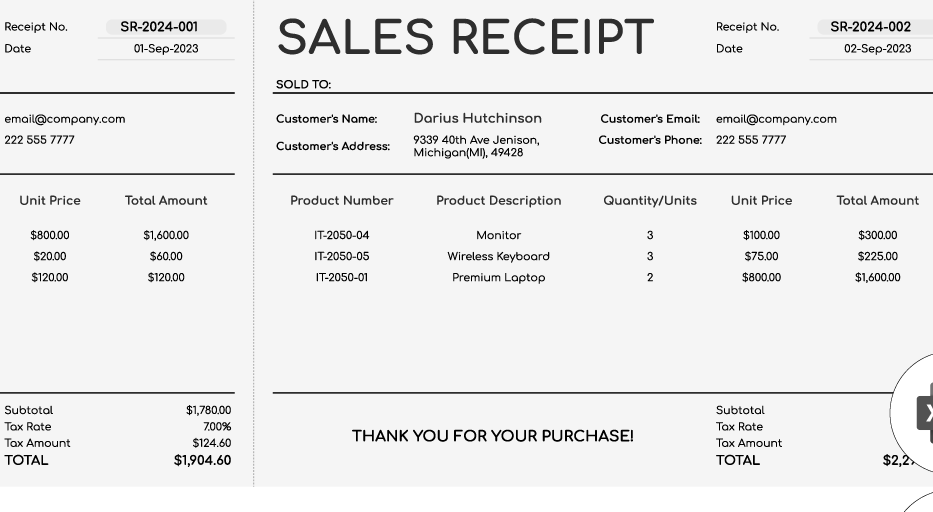 Receipt No. SR-2024-001
Date 01-Sep-2023
email@company.com
222 555 7777
Unit Price Total Amount
$800.00 $1,600.00
$20.00 $60.00
$120.00 $120.00
Subtotal $1,780.00
Tax Rate 7.00%
Tax Amount $124.60
TOTAL $1,904.60
SALES RECEIPT
Receipt No. SR-2024-002
Date 02-Sep-2023
SOLD TO:
Customer's Name: Darius Hutchinson Customer's Email: email@company.com
Customer's Address: 9339 40th Ave Jenison, Customer's Phone: 222 555 7777
Michigan(MI), 49428
Product Number Product Description Quantity/Units Unit Price Total Amount
IT-2050-04 Monitor 3 $100.00 $300.00
IT-2050-05 Wireless Keyboard 3 $75.00 $225.00
IT-2050-01 Premium Laptop 2 $800.00 $1,600.00
THANK YOU FOR YOUR PURCHASE!
Subtotal
Tax Rate
Tax Amount
TOTAL